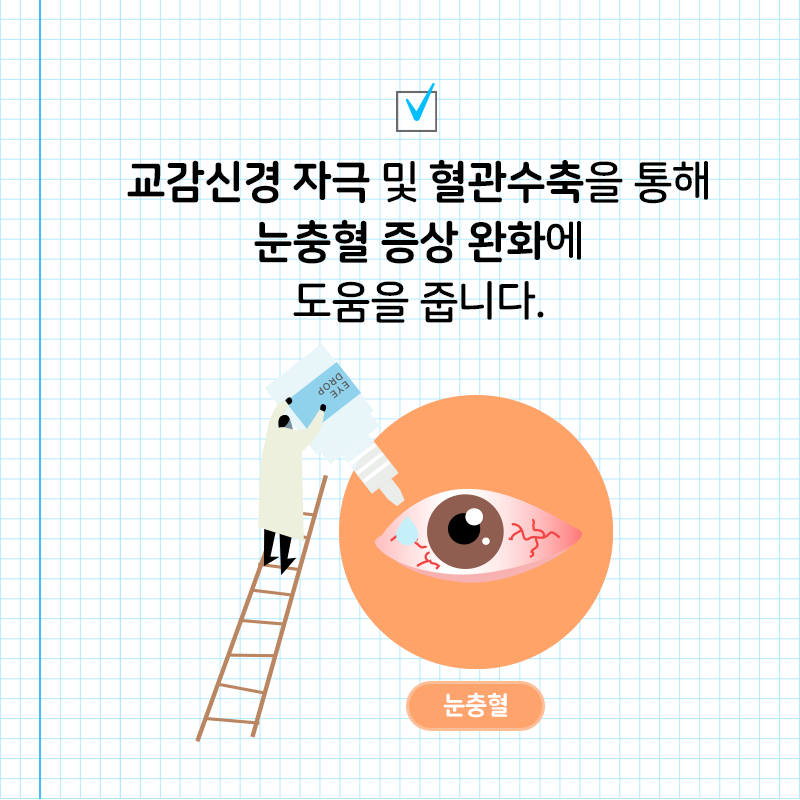 교감신경 자극 및 혈관수축을 통해
눈충혈 증상 완화에
도움을 줍니다.
EYE
DROP
눈충혈